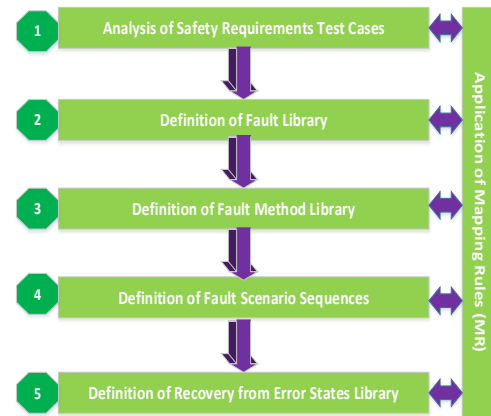 1
Analysis of Safety Requirements Test Cases
2
Definition of Fault Library
3
Definition of Fault Method Library
4
Definition of Fault Scenario Sequences
5
Definition of Recovery from Error States Library
Application of Mapping Rules (MR)